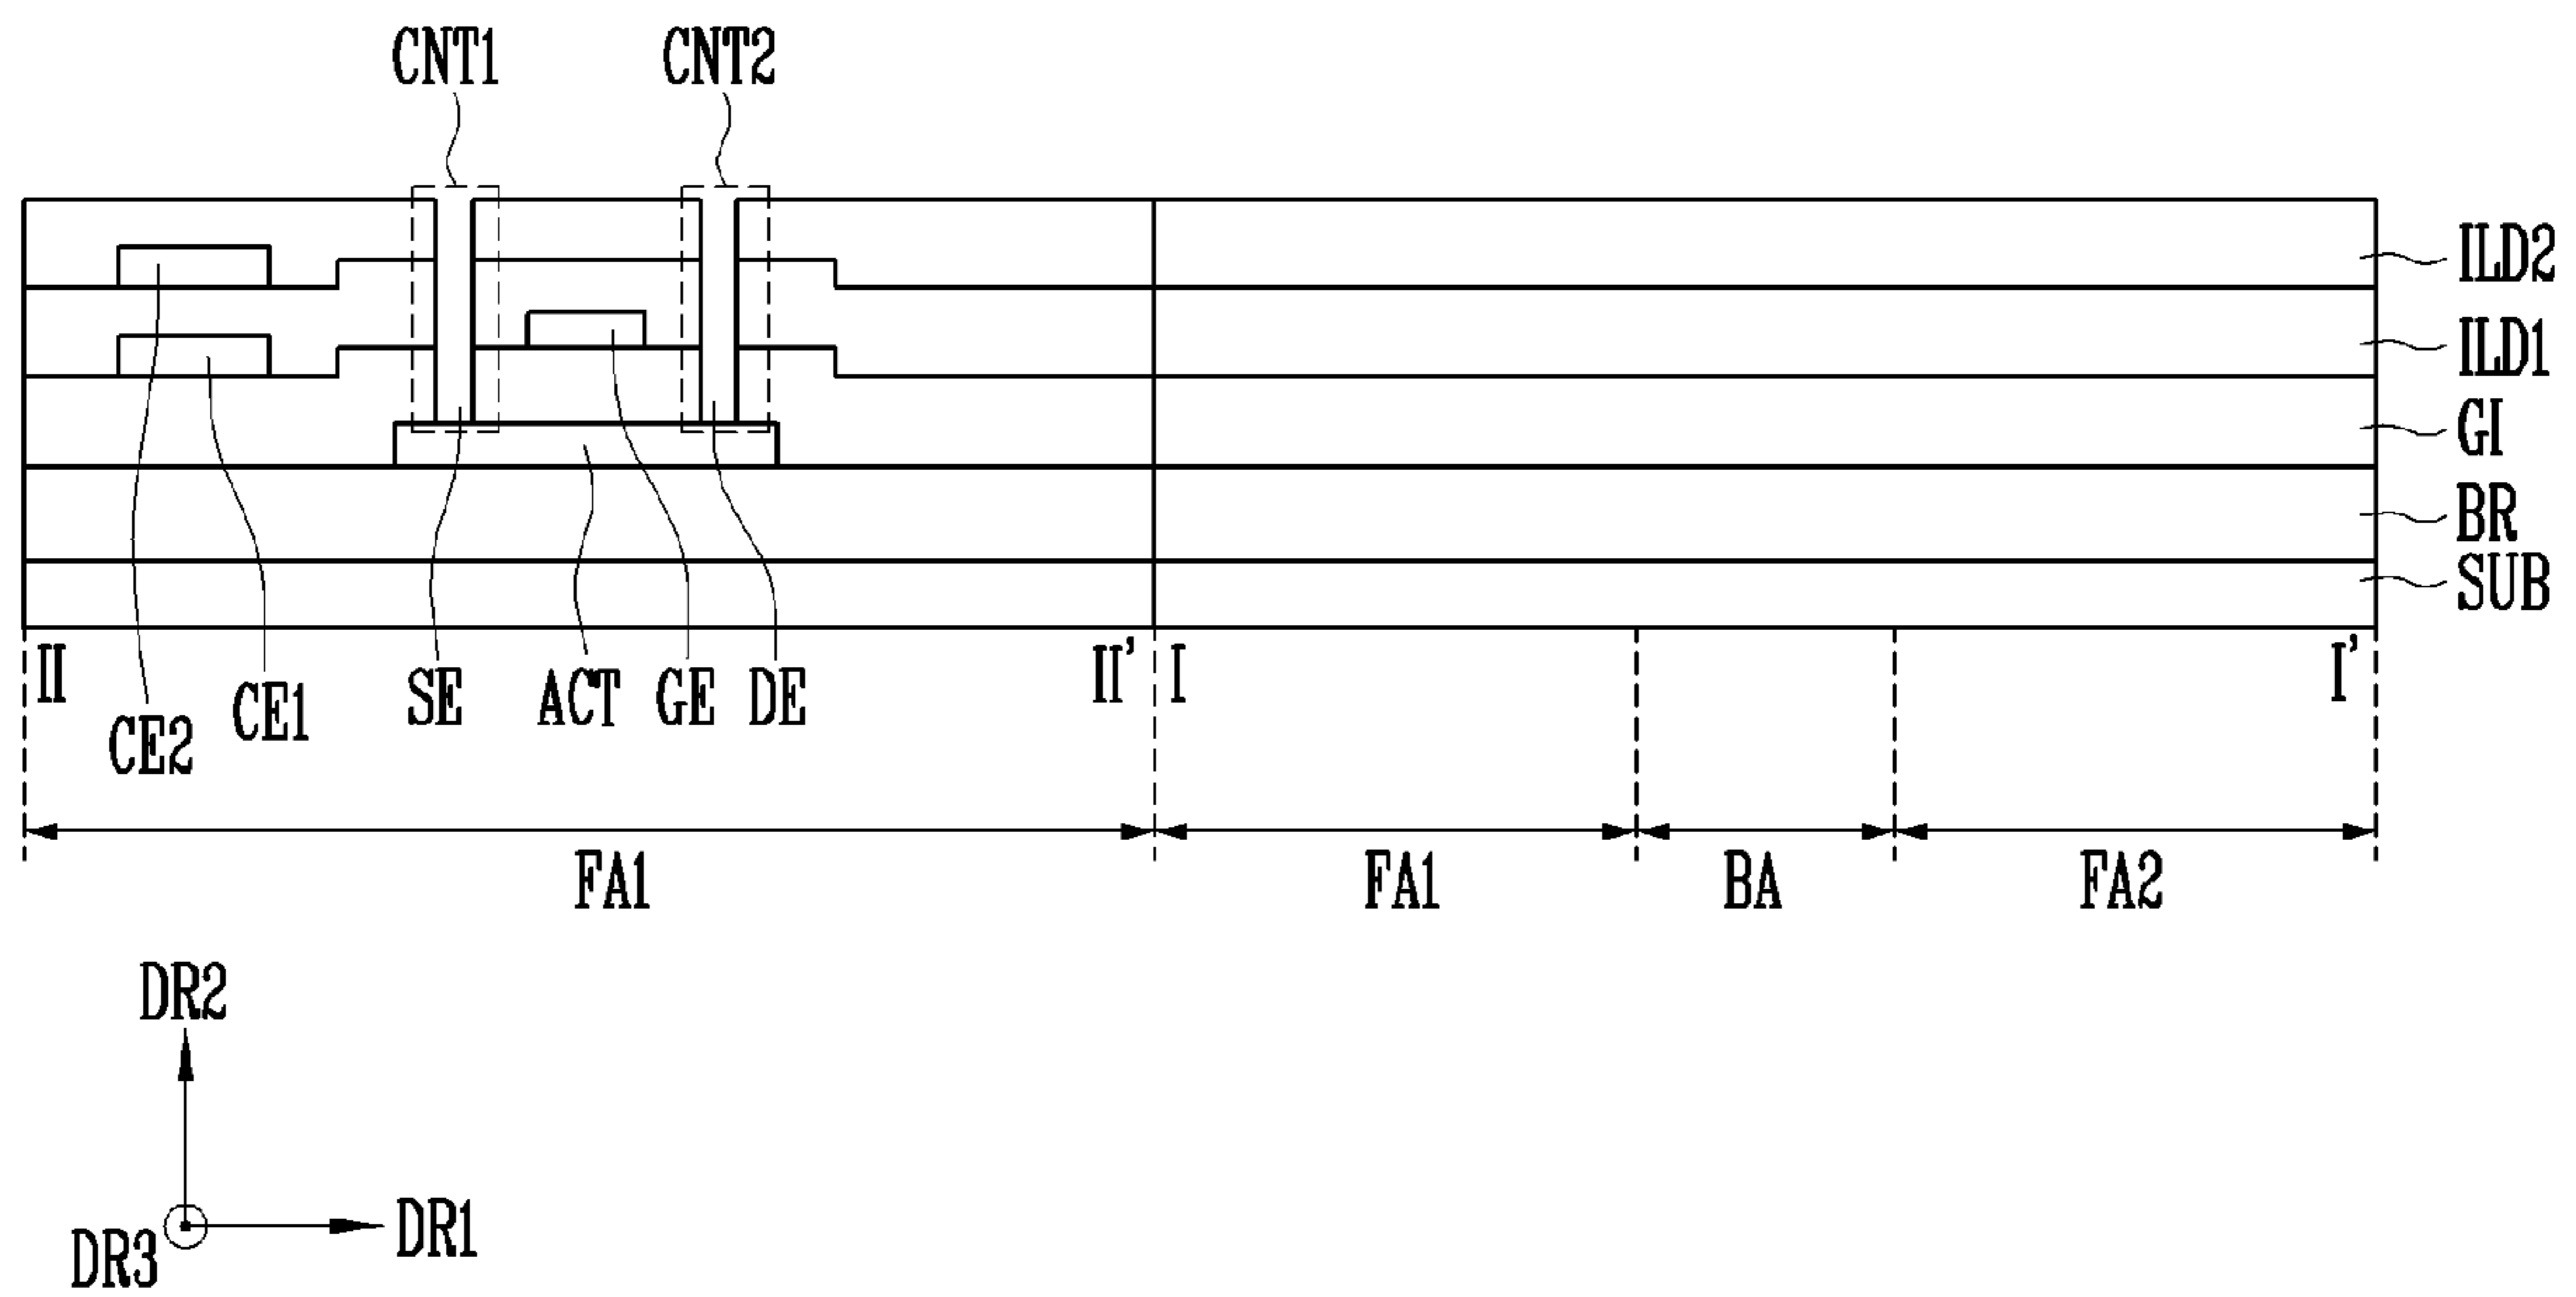 CNT1 CNT2
ILD2
ILD1
GI
BR
SUB
II II' I I'
CE2 CE1 SE ACT GE DE
FA1 FA1 BA FA2
DR2
DR3 DR1